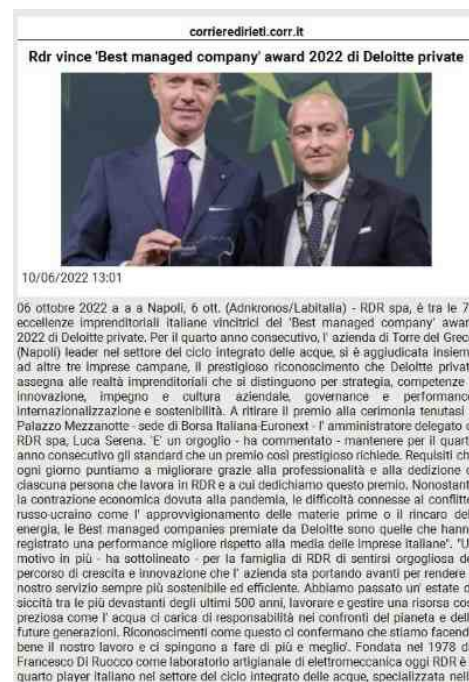 corrieredirieti.corr.it
Rdr vince 'Best managed company' award 2022 di Deloitte private
10/06/2022 13:01
06 ottobre 2022 a a a Napoli, 6 ott. (Adnkronos/Labitalia) - RDR spa, è tra le 7
eccellenze imprenditoriali italiane vincitrici del 'Best managed company' awar
2022 di Deloitte private. Per il quarto anno consecutivo, l' azienda di Torre del Grec
(Napoli) leader nel settore del ciclo integrato delle acque, si è aggiudicata insiem
ad altre tre imprese campane, il prestigioso riconoscimento che Deloitte privat
assegna alle realtà imprenditoriali che si distinguono per strategia, competenze
innovazione, impegno e cultura aziendale, governance e performance
internazionalizzazione e sostenibilità. A ritirare il premio alla cerimonia tenutasi
Palazzo Mezzanotte - sede di Borsa Italiana-Euronext - l' amministratore delegato d
RDR spa, Luca Serena. 'E' un orgoglio - ha commentato - mantenere per il quart
anno consecutivo gli standard che un premio così prestigioso richiede. Requisiti ch
ogni giorno puntiamo a migliorare grazie alla professionalità e alla dedizione d
ciascuna persona che lavora in RDR e a cui dedichiamo questo premio. Nonostant
la contrazione economica dovuta alla pandemia, le difficoltà connesse al conflitt
russo-ucraino come l' approvvigionamento delle materie prime o il rincaro del
energia, le Best managed companies premiate da Deloitte sono quelle che hann
registrato una performance migliore rispetto alla media delle imprese italiane". "U
motivo in più - ha sottolineato - per la famiglia di RDR di sentirsi orgogliosa de
percorso di crescita e innovazione che l' azienda sta portando avanti per rendere
nostro servizio sempre più sostenibile ed efficiente. Abbiamo passato un' estate d
siccità tra le più devastanti degli ultimi 500 anni, lavorare e gestire una risorsa cos
preziosa come l' acqua ci carica di responsabilità nei confronti del pianeta e dell
future generazioni. Riconoscimenti come questo ci confermano che stiamo facend
bene il nostro lavoro e ci spingono a fare di più e meglio'. Fondata nel 1978 d
Francesco Di Ruocco come laboratorio artigianale di elettromeccanica oggi RDR è
quarto player italiano nel settore del ciclo integrato delle acque, specializzata nell